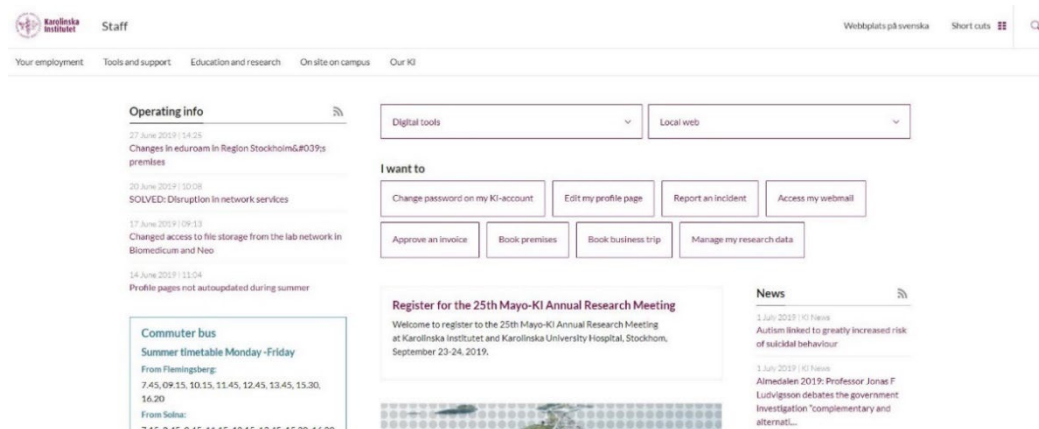 Karolinska
Institutet
Staff
Webbplats på svenska
Short cuts
Your employment
Tools and support
Education and research
On site on campus
Our KI
Operating info
27 June 2019 | 14:25
Changes in eduroam in Region Stockholm&#039;s
premises
20 June 2019 | 10:08
SOLVED: Disruption in network services
17 June 2019 | 09:13
Changed access to file storage from the lab network in
Biomedicum and Neo
14 June 2019 | 11:04
Profile pages not autoupdated during summer
Commuter bus
Summer timetable Monday -Friday
From Flemingsberg:
7.45, 09.15, 10.15, 11.45, 12.45, 13.45, 15.30,
16.20
From Solna:
Digital tools
Local web
I want to
Change password on my KI-account
Edit my profile page
Report an incident
Access my webmail
Approve an invoice
Book premises
Book business trip
Manage my research data
Register for the 25th Mayo-KI Annual Research Meeting
Welcome to register to the 25th Mayo-KI Annual Research Meeting
at Karolinska Institutet and Karolinska University Hospital, Stockhom,
September 23-24, 2019.
News
1 July 2019 | KI News
Autism linked to greatly increased risk
of suicidal behaviour
1 July 2019 | KI News
Almedalen 2019: Professor Jonas F
Ludvigsson debates the government
investigation "complementary and
alternati...